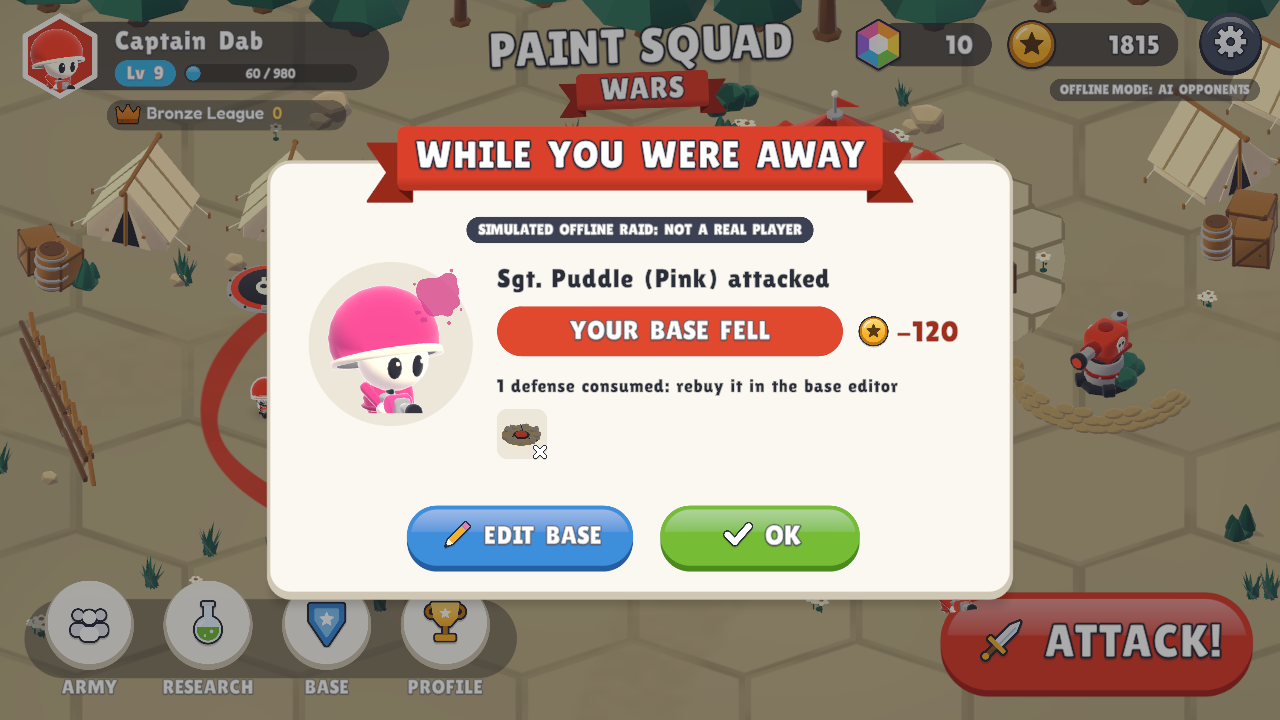 Captain Dab
Lv 9
60 / 980
Bronze League 0
PAINT SQUAD
WARS
10
1815
OFFLINE MODE: AI OPPONENTS
WHILE YOU WERE AWAY
SIMULATED OFFLINE RAID: NOT A REAL PLAYER
Sgt. Puddle (Pink) attacked
YOUR BASE FELL
−120
1 defense consumed: rebuy it in the base editor
EDIT BASE
OK
ARMY
RESEARCH
BASE
PROFILE
ATTACK!